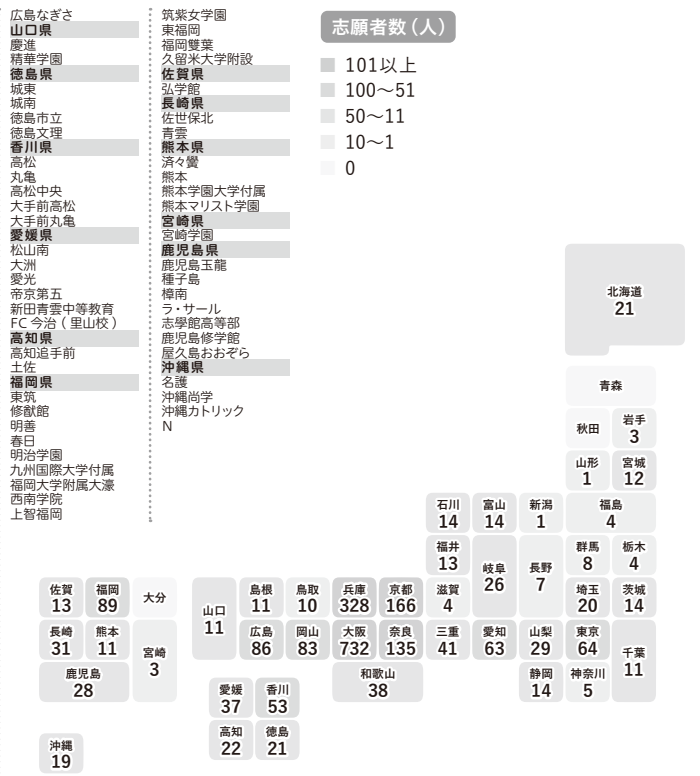 広島なぎさ
山口県
慶進
精華学園
徳島県
城東
城南
徳島市立
徳島文理
香川県
高松
丸亀
高松中央
大手前高松
大手前丸亀
愛媛県
松山南
大洲
愛光
帝京第五
新田青雲中等教育
FC 今治 ( 里山校 )
高知県
高知追手前
土佐
福岡県
東筑
修猷館
明善
春日
明治学園
九州国際大学付属
福岡大学附属大濠
西南学院
上智福岡
筑紫女学園
東福岡
福岡雙葉
久留米大学附設
佐賀県
弘学館
長崎県
佐世保北
青雲
熊本県
済々黌
熊本
熊本学園大学付属
熊本マリスト学園
宮崎県
宮崎学園
鹿児島県
鹿児島玉龍
種子島
樟南
ラ・サール
志學館高等部
鹿児島修学館
屋久島おおぞら
沖縄県
名護
沖縄尚学
沖縄カトリック
N
志願者数（人）
101以上
100〜51
50〜11
10〜1
0
北海道
21
青森
秋田
岩手
3
山形
1
宮城
12
石川
14
富山
14
新潟
1
福島
4
福井
13
岐阜
26
長野
7
群馬
8
栃木
4
佐賀
13
福岡
89
大分
山口
11
島根
11
鳥取
10
兵庫
328
京都
166
滋賀
4
埼玉
20
茨城
14
長崎
31
熊本
11
宮崎
3
広島
86
岡山
83
大阪
732
奈良
135
三重
41
愛知
63
山梨
29
東京
64
千葉
11
鹿児島
28
和歌山
38
静岡
14
神奈川
5
愛媛
37
香川
53
高知
22
徳島
21
沖縄
19